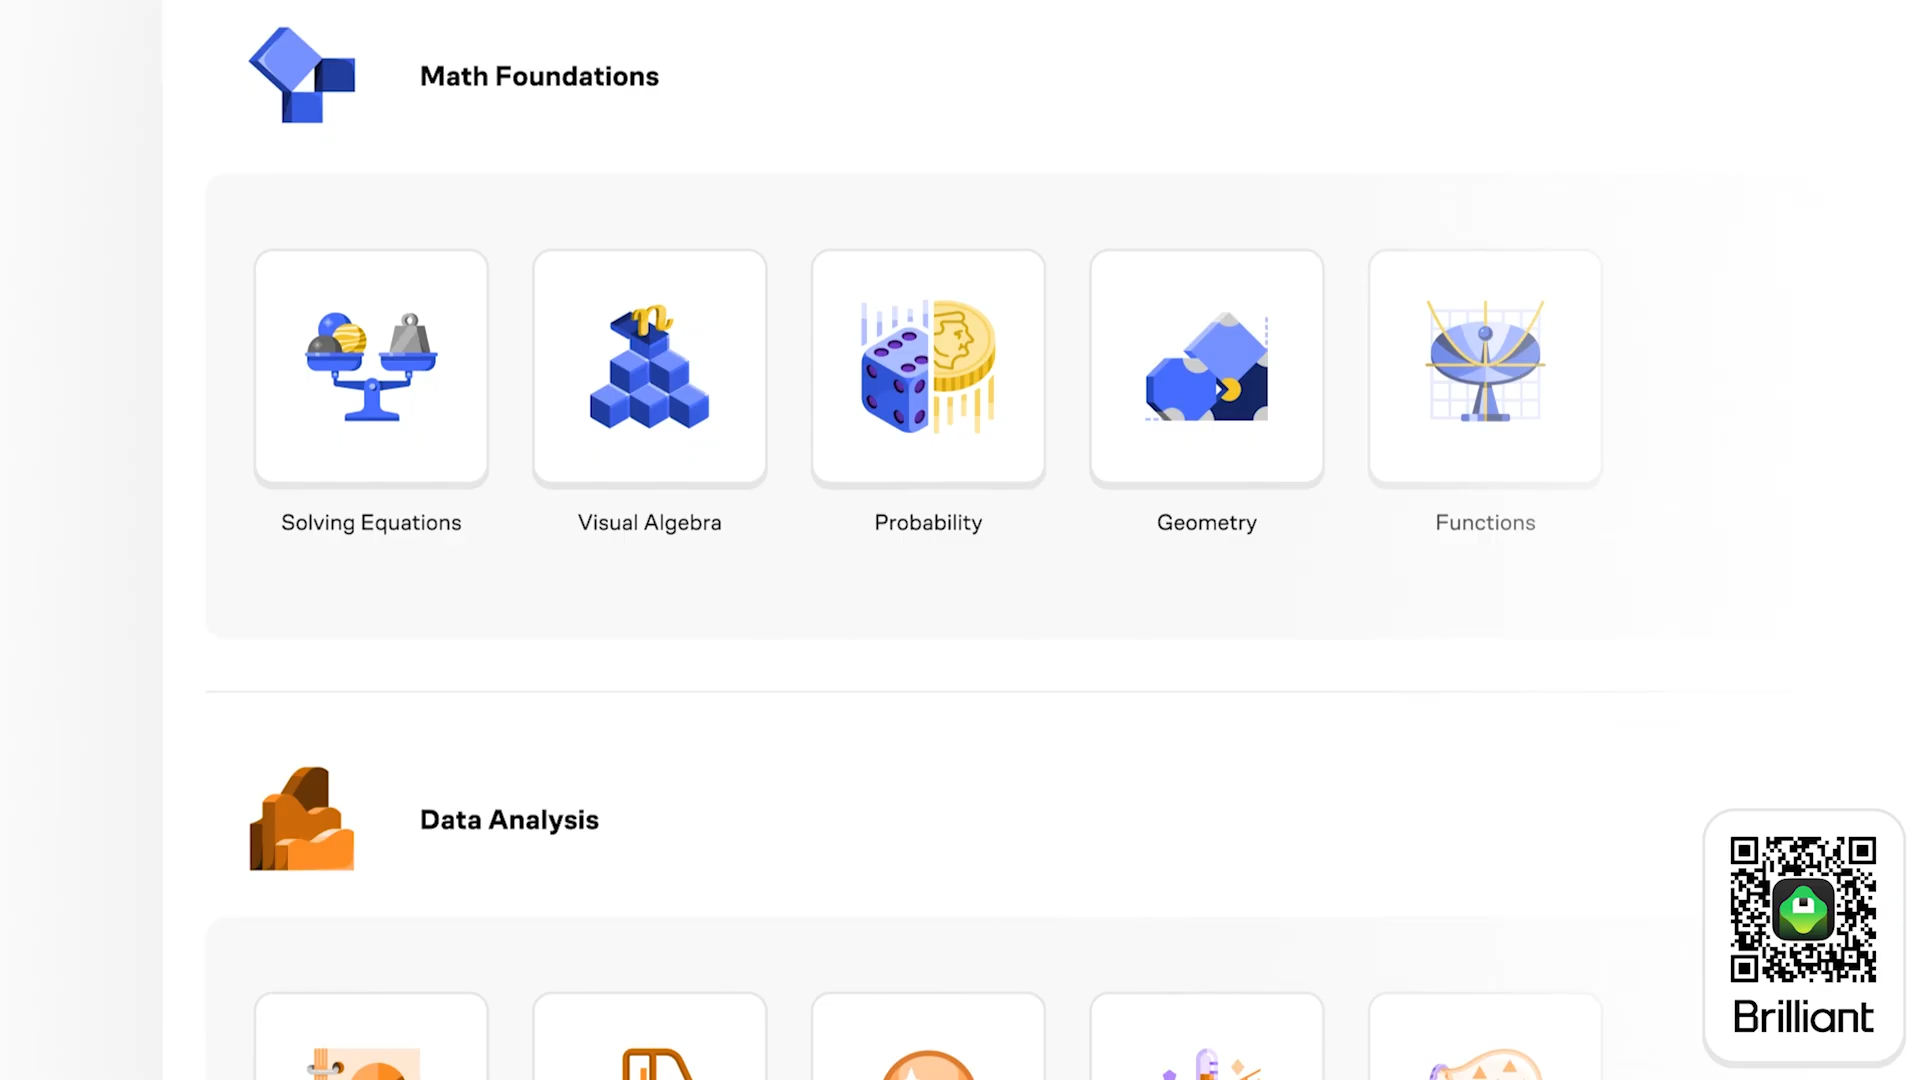 Math Foundations
Solving Equations
Visual Algebra
Probability
Geometry
Functions
Data Analysis
Brilliant